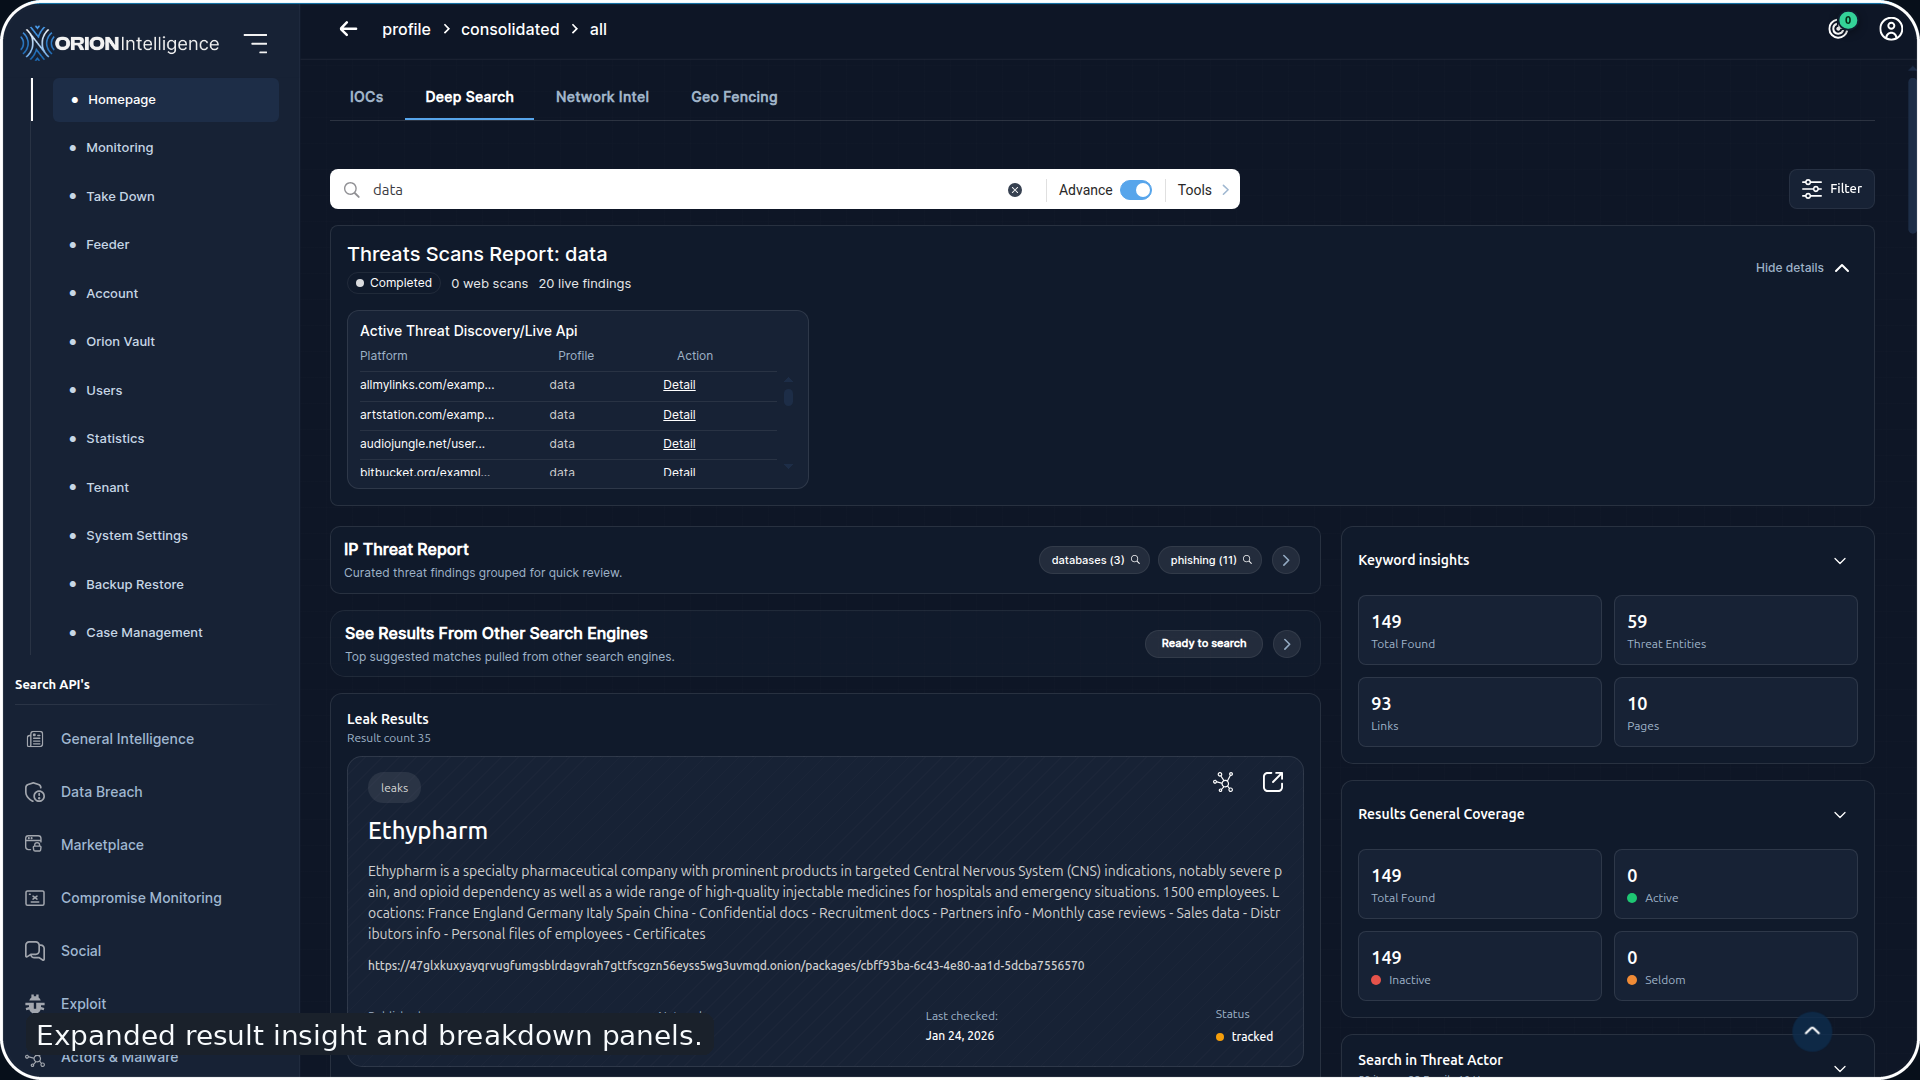 ORIONIntelligence
profile > consolidated > all
0
Homepage
Monitoring
Take Down
Feeder
Account
Orion Vault
Users
Statistics
Tenant
System Settings
Backup Restore
Case Management
Search API's
General Intelligence
Data Breach
Marketplace
Compromise Monitoring
Social
Exploit
Actors & Malware
IOCs Deep Search Network Intel Geo Fencing
data Advance Tools
Filter
Threats Scans Report: data
Completed 0 web scans 20 live findings
Hide details
Active Threat Discovery/Live Api
Platform Profile Action
allmylinks.com/examp... data Detail
artstation.com/examp... data Detail
audiojungle.net/user... data Detail
bitbucket.org/exampl... data Detail
IP Threat Report
Curated threat findings grouped for quick review.
databases (3) phishing (11)
See Results From Other Search Engines
Top suggested matches pulled from other search engines.
Ready to search
Leak Results
Result count 35
leaks
Ethypharm
Ethypharm is a specialty pharmaceutical company with prominent products in targeted Central Nervous System (CNS) indications, notably severe p
ain, and opioid dependency as well as a wide range of high-quality injectable medicines for hospitals and emergency situations. 1500 employees. L
ocations: France England Germany Italy Spain China - Confidential docs - Recruitment docs - Partners info - Monthly case reviews - Sales data - Distr
ibutors info - Personal files of employees - Certificates
https://47glxkuxyayqrvugfumgsblrdagvrah7gttfscgzn56eyss5wg3uvmqd.onion/packages/cbff93ba-6c43-4e80-aa1d-5dcba7556570
Last checked:
Jan 24, 2026
Status
tracked
Keyword insights
149
Total Found
59
Threat Entities
93
Links
10
Pages
Results General Coverage
149
Total Found
0
Active
149
Inactive
0
Seldom
Search in Threat Actor
Expanded result insight and breakdown panels.